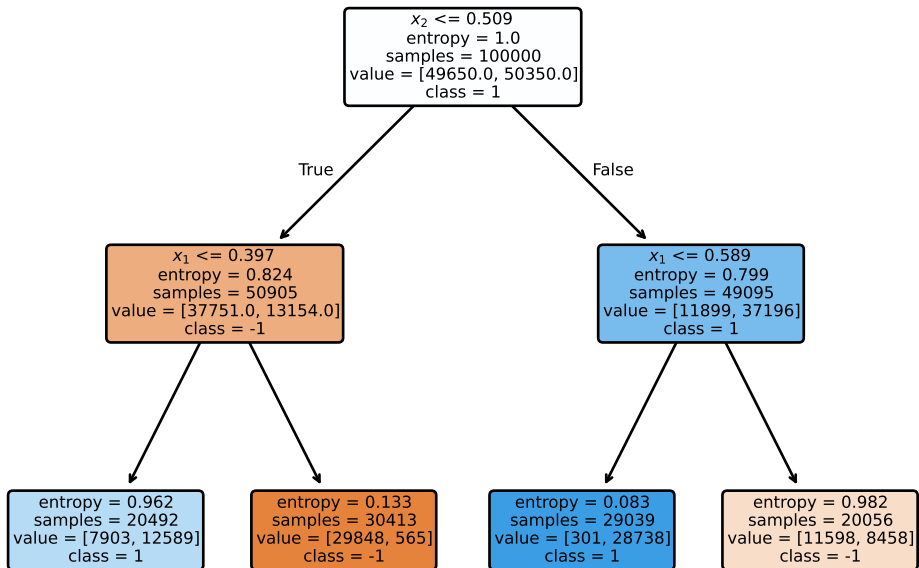 x₂ <= 0.509
entropy = 1.0
samples = 100000
value = [49650.0, 50350.0]
class = 1
True
False
x₁ <= 0.397
entropy = 0.824
samples = 50905
value = [37751.0, 13154.0]
class = -1
x₁ <= 0.589
entropy = 0.799
samples = 49095
value = [11899, 37196]
class = 1
entropy = 0.962
samples = 20492
value = [7903, 12589]
class = 1
entropy = 0.133
samples = 30413
value = [29848, 565]
class = -1
entropy = 0.083
samples = 29039
value = [301, 28738]
class = 1
entropy = 0.982
samples = 20056
value = [11598, 8458]
class = -1